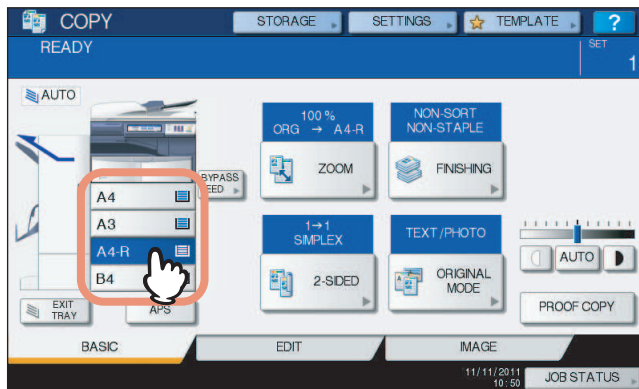 COPY
STORAGE
SETTINGS
TEMPLATE
?
READY
SET
1
AUTO
100 %
ORG → A4-R
NON-SORT
NON-STAPLE
ZOOM
FINISHING
BYPASS
FEED
A4
A3
A4-R
B4
1→1
SIMPLEX
TEXT/PHOTO
2-SIDED
ORIGINAL
MODE
AUTO
EXIT
TRAY
APS
PROOF COPY
BASIC
EDIT
IMAGE
11/11/2011
10:50
JOB STATUS